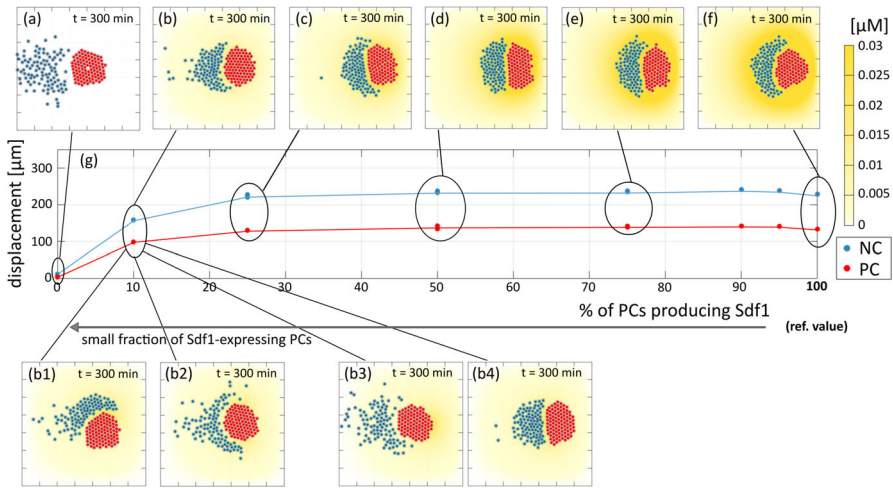 (a) t = 300 min
(b) t = 300 min
(c) t = 300 min
(d) t = 300 min
(e) t = 300 min
(f) t = 300 min
[µM]
0.03
0.025
0.02
0.015
0.01
0.005
0
(g)
displacement [µm]
300
200
100
0
0 10 20 30 40 50 60 70 80 90 100
% of PCs producing Sdf1
(ref. value)
small fraction of Sdf1-expressing PCs
NC
PC
(b1) t = 300 min
(b2) t = 300 min
(b3) t = 300 min
(b4) t = 300 min